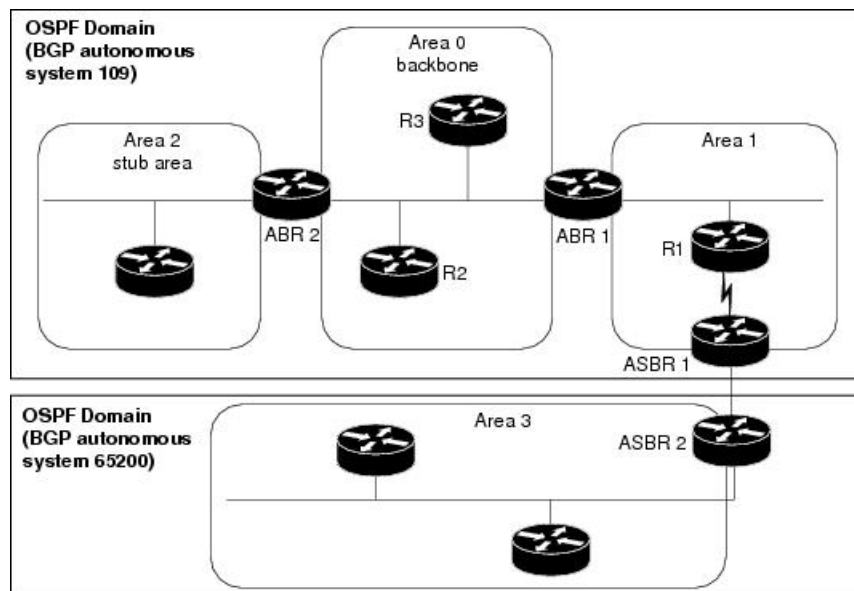 OSPF Domain
(BGP autonomous
system 109)
Area 0
backbone
R3
Area 2
stub area
Area 1
ABR 2
R2
ABR 1
R1
ASBR 1
OSPF Domain
(BGP autonomous
system 65200)
Area 3
ASBR 2